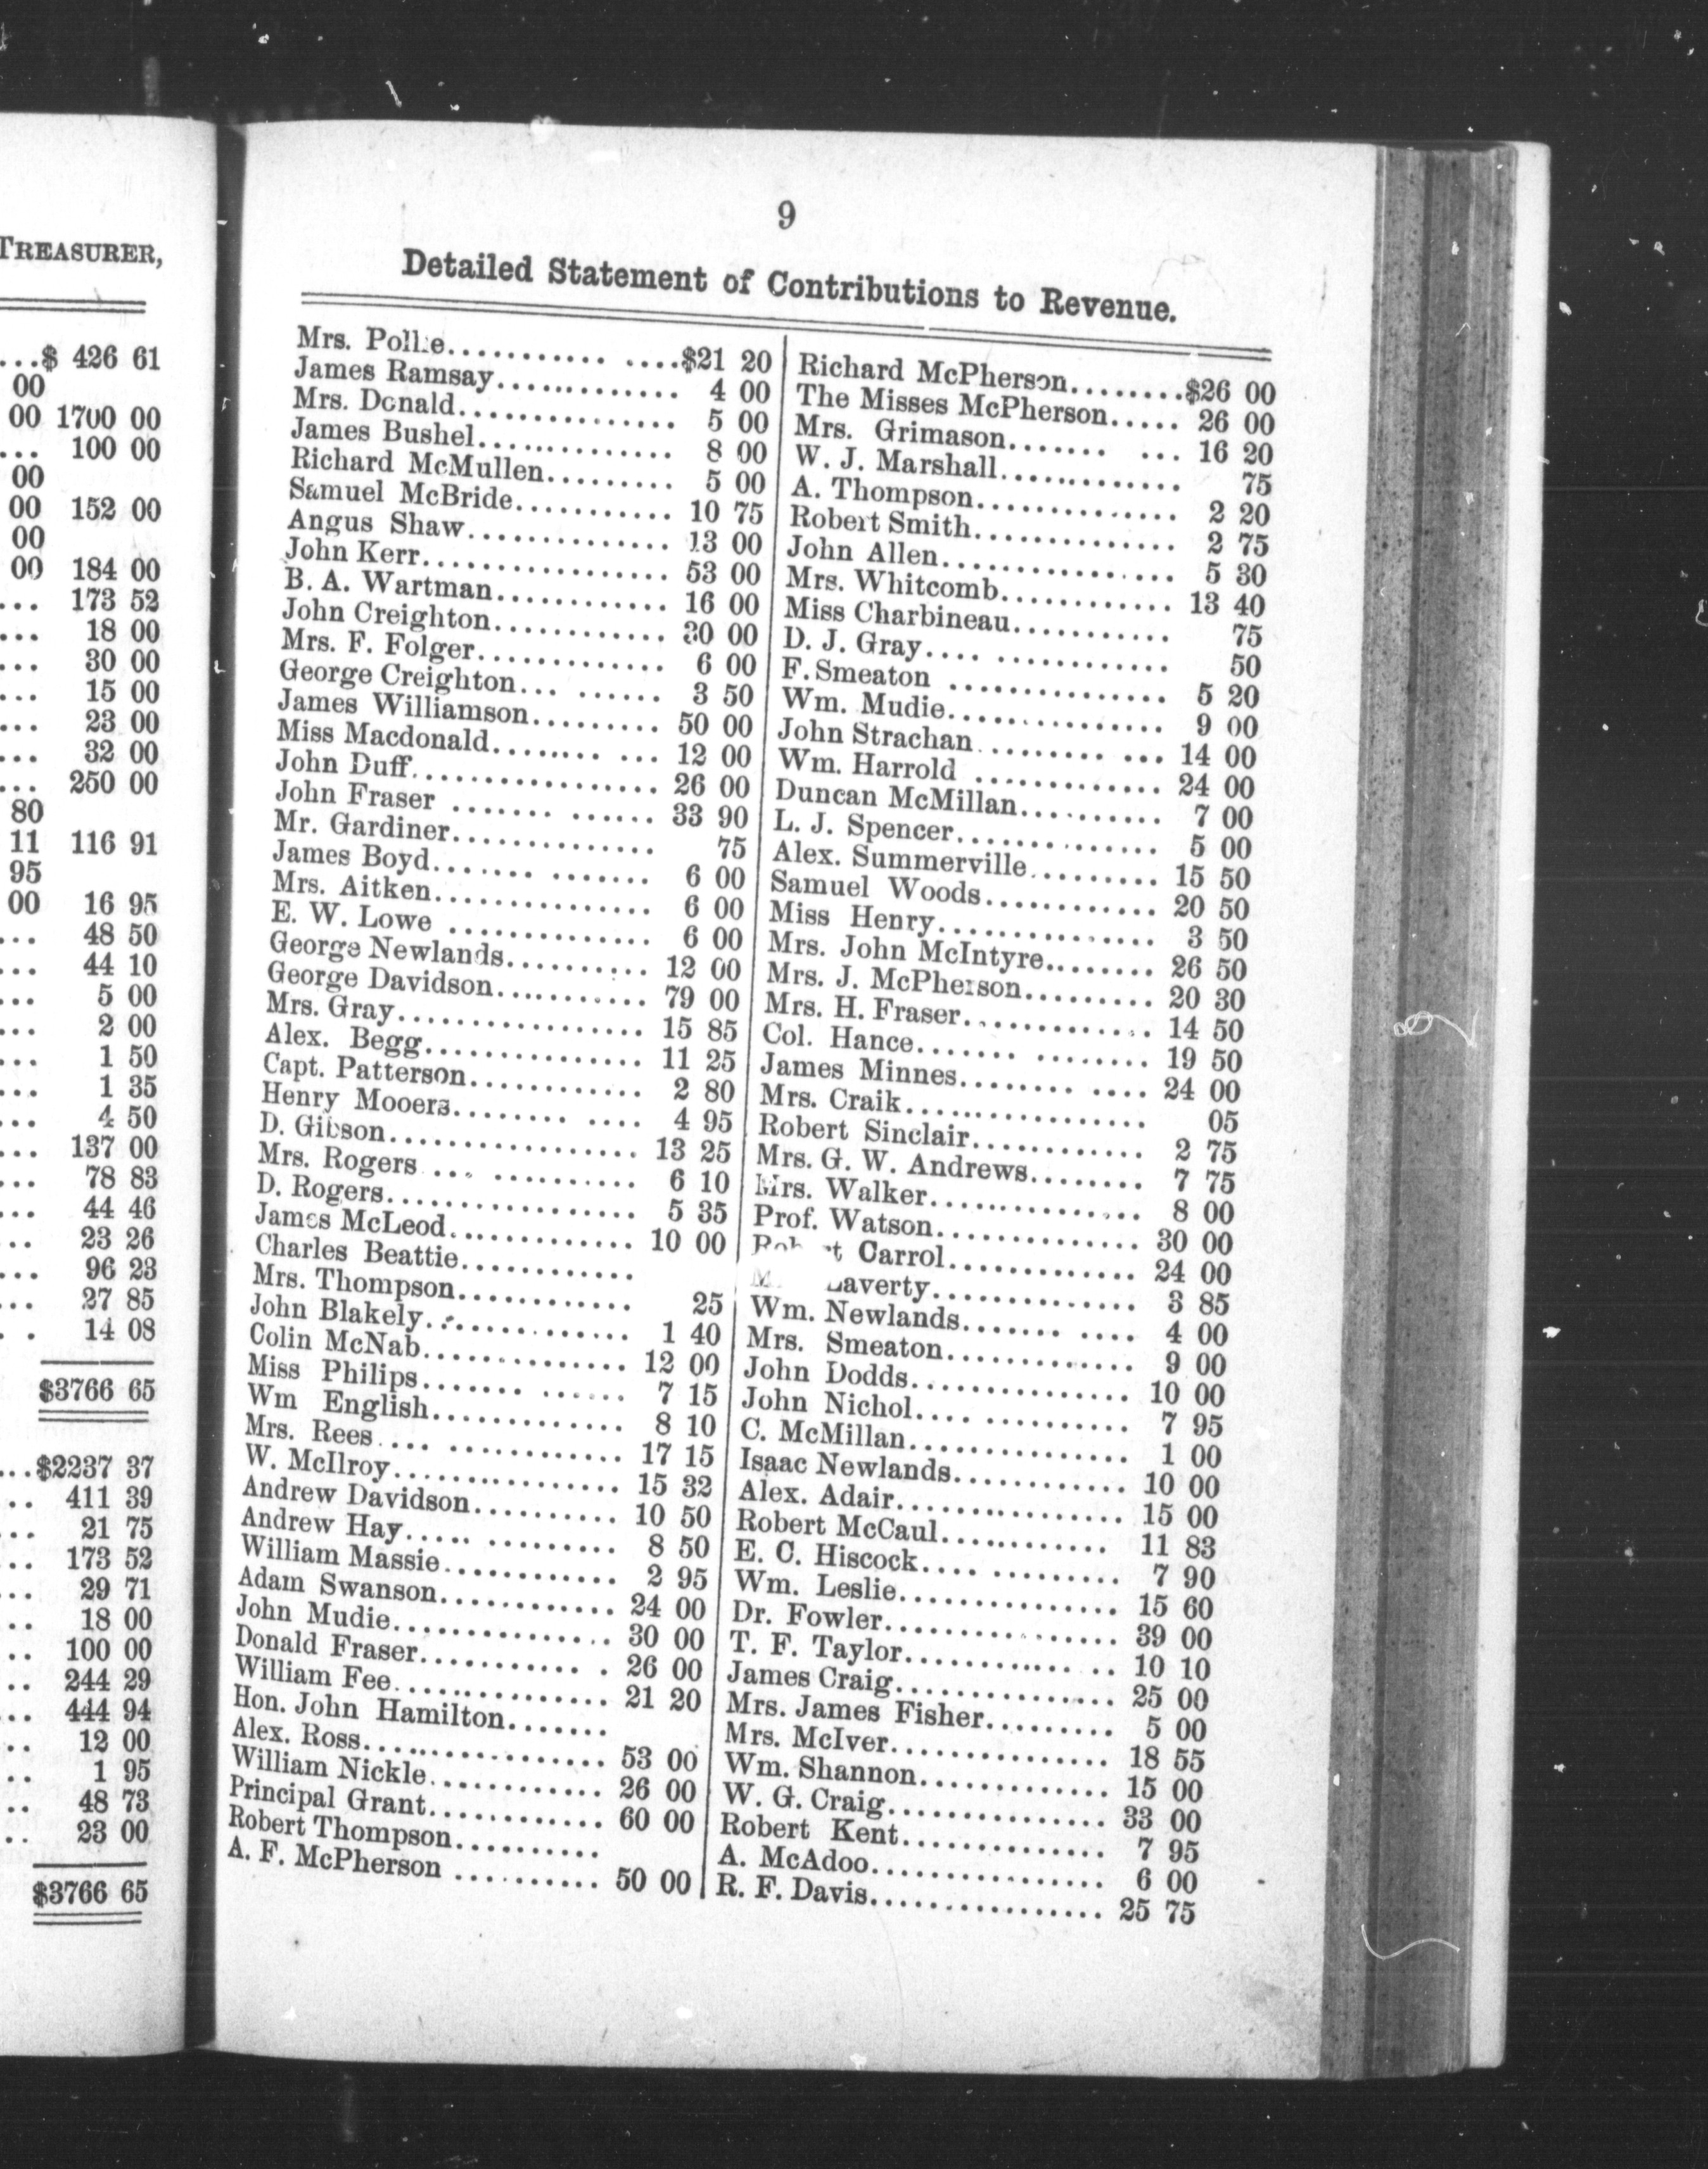 TREASURER,
...$ 426 61
00
00 1700 00
... 100 00
00
00 152 00
00
00 184 00
... 173 52
... 18 00
... 30 00
... 15 00
... 23 00
... 32 00
... 250 00
80
11 116 91
95
00 16 95
... 48 50
... 44 10
... 5 00
... 2 00
... 1 50
... 1 35
... 4 50
... 137 00
... 78 83
... 44 46
.. 23 26
... 96 23
... 27 85
. . 14 08
$3766 65
...$2237 37
.. 411 39
.. 21 75
.. 173 52
... 29 71
.. 18 00
.. 100 00
.. 244 29
... 444 94
.. 12 00
.. 1 95
.. 48 73
.. 23 00
$3766 65
9
Detailed Statement of Contributions to Revenue.
Mrs. Pollie............ ....$21 20
James Ramsay.............. 4 00
Mrs. Donald............... 5 00
James Bushel.............. 8 00
Richard McMullen......... 5 00
Samuel McBride........... 10 75
Angus Shaw.............. 13 00
John Kerr................. 53 00
B. A. Wartman............ 16 00
John Creighton............ 30 00
Mrs. F. Folger............. 6 00
George Creighton... ...... 3 50
James Williamson......... 50 00
Miss Macdonald........ ... 12 00
John Duff................. 26 00
John Fraser ....... ...... 33 90
Mr. Gardiner.............. 75
James Boyd........ ....... 6 00
Mrs. Aitken............... 6 00
E. W. Lowe .............. 6 00
George Newlands.......... 12 00
George Davidson........... 79 00
Mrs. Gray................. 15 85
Alex. Begg............... 11 25
Capt. Patterson............ 2 80
Henry Mooers........ .... 4 95
D. Gibson................. 13 25
Mrs. Rogers ... .......... 6 10
D. Rogers................. 5 35
James McLeod............. 10 00
Charles Beattie............
Mrs. Thompson............ 25
John Blakely.............. 1 40
Colin McNab.............. 12 00
Miss Philips....... ...... 7 15
Wm English............. 8 10
Mrs. Rees.... ............ 17 15
W. McIlroy................ 15 32
Andrew Davidson.......... 10 50
Andrew Hay..... ......... 8 50
William Massie............ 2 95
Adam Swanson............ 24 00
John Mudie............... 30 00
Donald Fraser........... . 26 00
William Fee............... 21 20
Hon. John Hamilton.......
Alex. Ross................ 53 00
William Nickle............ 26 00
Principal Grant............ 60 00
Robert Thompson..........
A. F. McPherson .......... 50 00
Richard McPherson........$26 00
The Misses McPherson..... 26 00
Mrs. Grimason....... ... 16 20
W. J. Marshall............. 75
A. Thompson.............. 2 20
Robert Smith.............. 2 75
John Allen................ 5 30
Mrs. Whitcomb............ 13 40
Miss Charbineau........... 75
D. J. Gray.... ............ 50
F. Smeaton ............... 5 20
Wm. Mudie............... 9 00
John Strachan.......... ... 14 00
Wm. Harrold ............. 24 00
Duncan McMillan.......... 7 00
L. J. Spencer.............. 5 00
Alex. Summerville......... 15 50
Samuel Woods............ 20 50
Miss Henry............... 3 50
Mrs. John McIntyre........ 26 50
Mrs. J. McPherson......... 20 30
Mrs. H. Fraser............. 14 50
Col. Hance....... ........ 19 50
James Minnes........ .... 24 00
Mrs. Craik................ 05
Robert Sinclair............ 2 75
Mrs. G. W. Andrews........ 7 75
Mrs. Walker............... 8 00
Prof. Watson.............. 30 00
Robert Carrol............. 24 00
M. Laverty.............. 3 85
Wm. Newlands....... .... 4 00
Mrs. Smeaton............. 9 00
John Dodds............... 10 00
John Nichol.... .......... 7 95
C. McMillan............... 1 00
Isaac Newlands............ 10 00
Alex. Adair................ 15 00
Robert McCaul............ 11 83
E. C. Hiscock.... ......... 7 90
Wm. Leslie............... 15 60
Dr. Fowler................ 39 00
T. F. Taylor............. .. 10 10
James Craig............... 25 00
Mrs. James Fisher......... 5 00
Mrs. McIver............... 18 55
Wm. Shannon............. 15 00
W. G. Craig............... 33 00
Robert Kent.............. 7 95
A. McAdoo................ 6 00
R. F. Davis................ 25 75